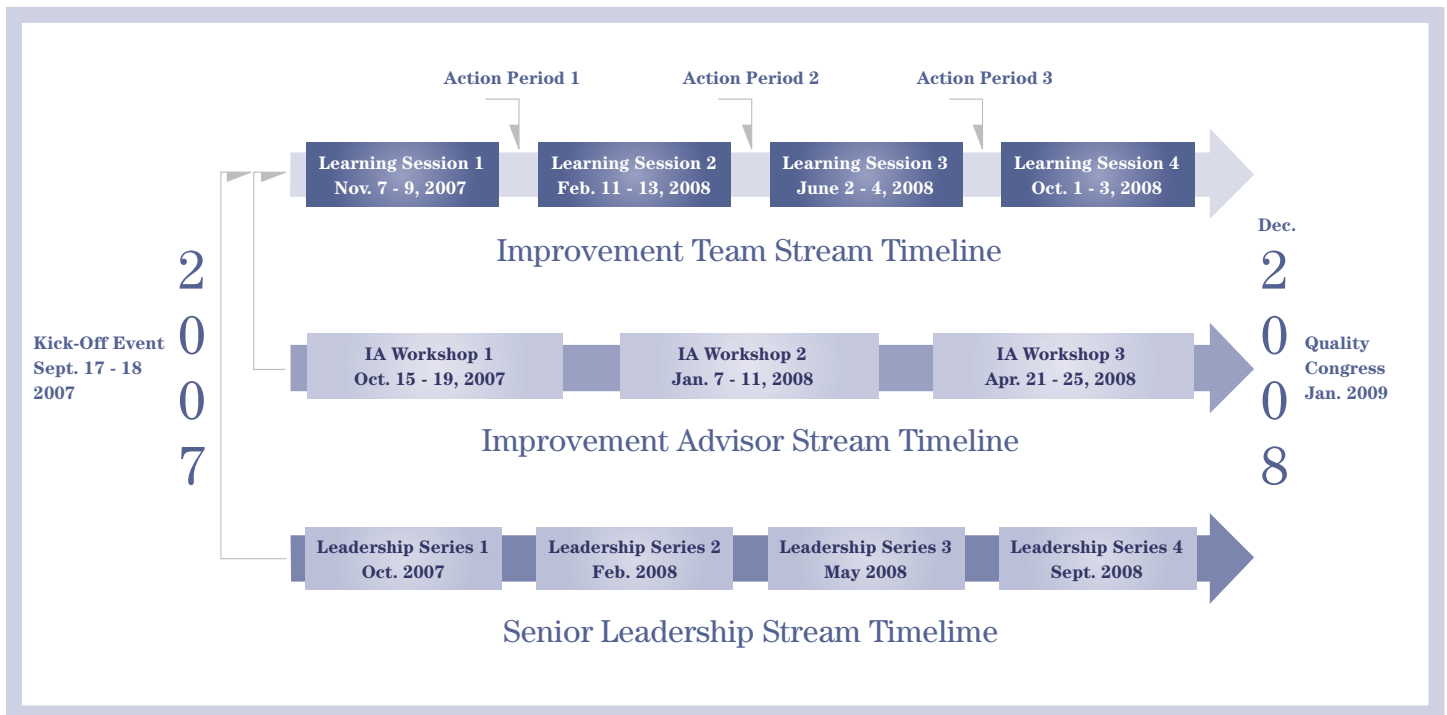 Action Period 1
Action Period 2
Action Period 3
Learning Session 1
Nov. 7 - 9, 2007
Learning Session 2
Feb. 11 - 13, 2008
Learning Session 3
June 2 - 4, 2008
Learning Session 4
Oct. 1 - 3, 2008
Improvement Team Stream Timeline
Kick-Off Event
Sept. 17 - 18
2007
2
0
0
7
IA Workshop 1
Oct. 15 - 19, 2007
IA Workshop 2
Jan. 7 - 11, 2008
IA Workshop 3
Apr. 21 - 25, 2008
Improvement Advisor Stream Timeline
Dec.
2
0
0
8
Quality
Congress
Jan. 2009
Leadership Series 1
Oct. 2007
Leadership Series 2
Feb. 2008
Leadership Series 3
May 2008
Leadership Series 4
Sept. 2008
Senior Leadership Stream Timelime